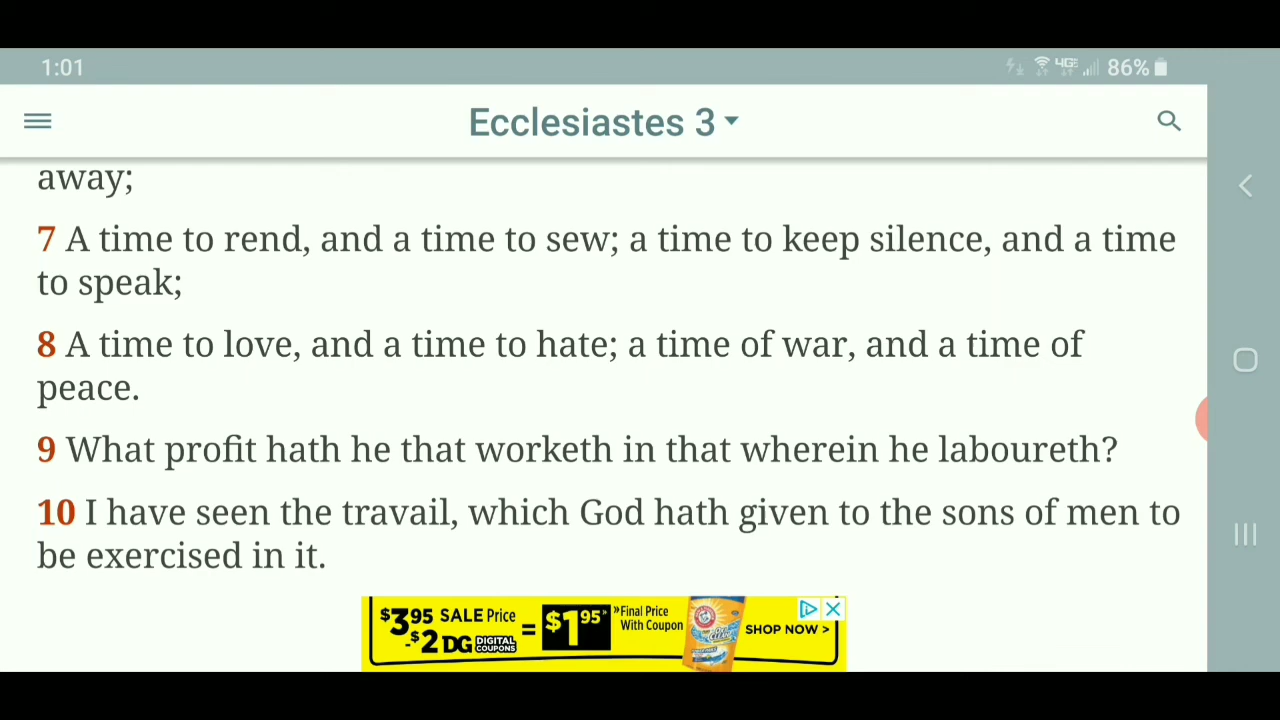 1:01
4GE 86%
Ecclesiastes 3
away;
7 A time to rend, and a time to sew; a time to keep silence, and a time
to speak;
8 A time to love, and a time to hate; a time of war, and a time of
peace.
9 What profit hath he that worketh in that wherein he laboureth?
10 I have seen the travail, which God hath given to the sons of men to
be exercised in it.
$3.95 SALE Price
-$2 DG DIGITAL COUPONS
=
$1.95*
»Final Price
With Coupon
SHOP NOW >